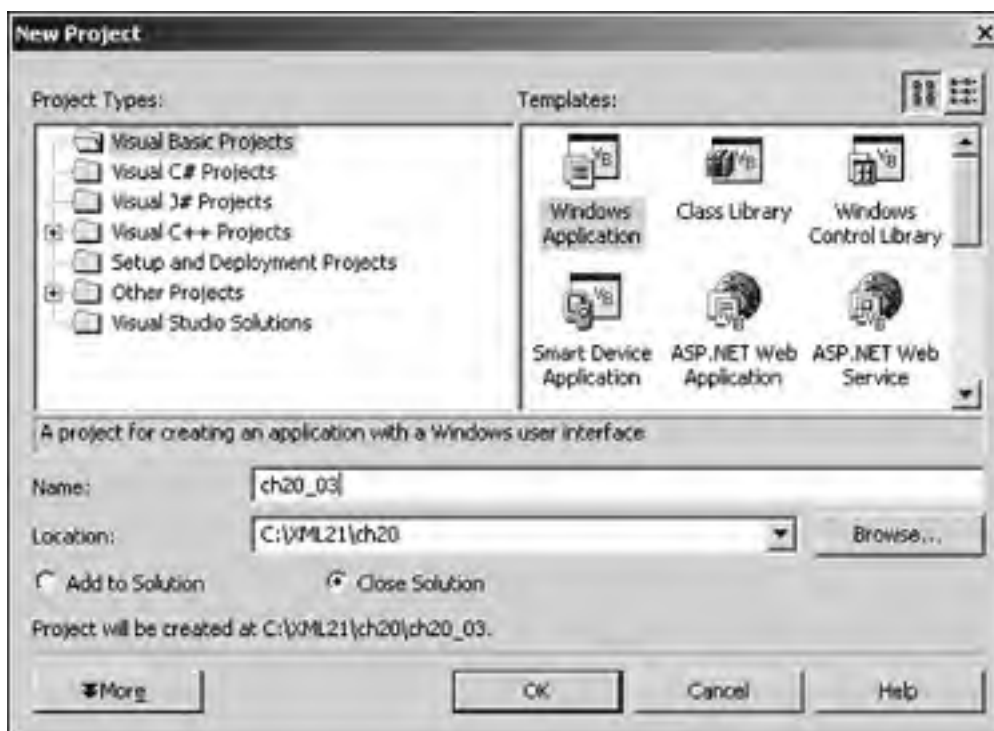 New Project
Project Types:
Templates:
Visual Basic Projects
Visual C# Projects
Visual J# Projects
Visual C++ Projects
Setup and Deployment Projects
Other Projects
Visual Studio Solutions
Windows
Application
Class Library
Windows
Control Library
Smart Device
Application
ASP.NET Web
Application
ASP.NET Web
Service
A project for creating an application with a Windows user interface
Name:
ch20_03
Location:
C:\XML21\ch20
Browse...
Add to Solution
Close Solution
Project will be created at C:\XML21\ch20\ch20_03.
More
OK
Cancel
Help